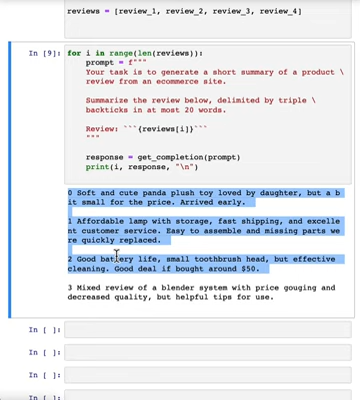 reviews = [review_1, review_2, review_3, review_4]
In [9]: for i in range(len(reviews)):
prompt = f"""
Your task is to generate a short summary of a product \
review from an ecommerce site.
Summarize the review below, delimited by triple \
backticks in at most 20 words.
Review: ```{reviews[i]}```
"""
response = get_completion(prompt)
print(i, response, "\n")
0 Soft and cute panda plush toy loved by daughter, but a b
it small for the price. Arrived early.
1 Affordable lamp with storage, fast shipping, and excelle
nt customer service. Easy to assemble and missing parts we
re quickly replaced.
2 Good battery life, small toothbrush head, but effective
cleaning. Good deal if bought around $50.
3 Mixed review of a blender system with price gouging and
decreased quality, but helpful tips for use.
In [ ]:
In [ ]:
In [ ]:
In [ ]: